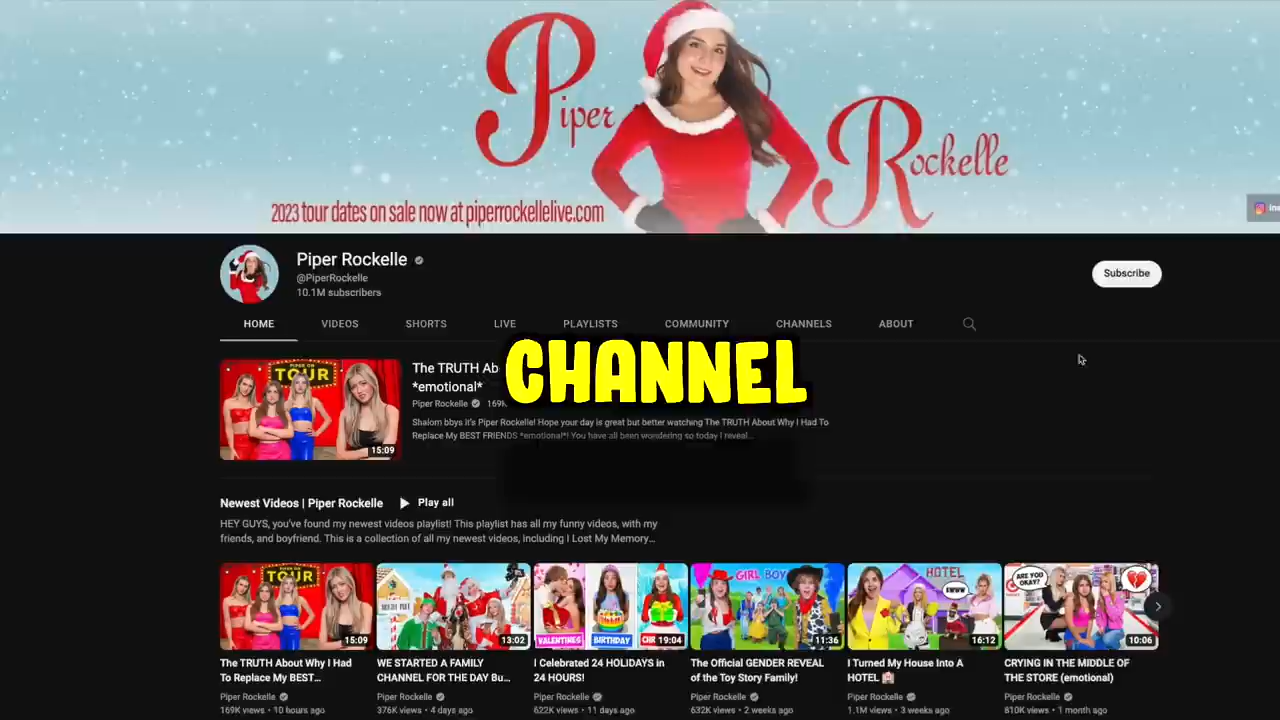 Piper Rockelle
2023 tour dates on sale now at piperrockellelive.com
Piper Rockelle
@PiperRockelle
10.1M subscribers
Subscribe
HOME VIDEOS SHORTS LIVE PLAYLISTS COMMUNITY CHANNELS ABOUT
CHANNEL
TOUR
15:09
The TRUTH Ab
*emotional*
Piper Rockelle 169K
Shalom bbys it's Piper Rockelle! Hope your day is great but better watching The TRUTH About Why I Had To
Replace My BEST FRIENDS *emotional*! You have all been wondering so today I reveal...
Newest Videos | Piper Rockelle Play all
HEY GUYS, you've found my newest videos playlist! This playlist has all my funny videos, with my
friends, and boyfriend. This is a collection of all my newest videos, including I Lost My Memory...
TOUR
15:09
13:02
VALENTINES BIRTHDAY CHR 19:04
GIRL BOY
11:36
HOTEL
EWWW
16:12
ARE YOU
OKAY?
10:06
The TRUTH About Why I Had
To Replace My BEST...
Piper Rockelle
169K views • 10 hours ago
WE STARTED A FAMILY
CHANNEL FOR THE DAY Bu...
Piper Rockelle
376K views • 4 days ago
I Celebrated 24 HOLIDAYS in
24 HOURS!
Piper Rockelle
622K views • 11 days ago
The Official GENDER REVEAL
of the Toy Story Family!
Piper Rockelle
632K views • 2 weeks ago
I Turned My House Into A
HOTEL 🏨
Piper Rockelle
1.1M views • 3 weeks ago
CRYING IN THE MIDDLE OF
THE STORE (emotional)
Piper Rockelle
810K views • 1 month ago